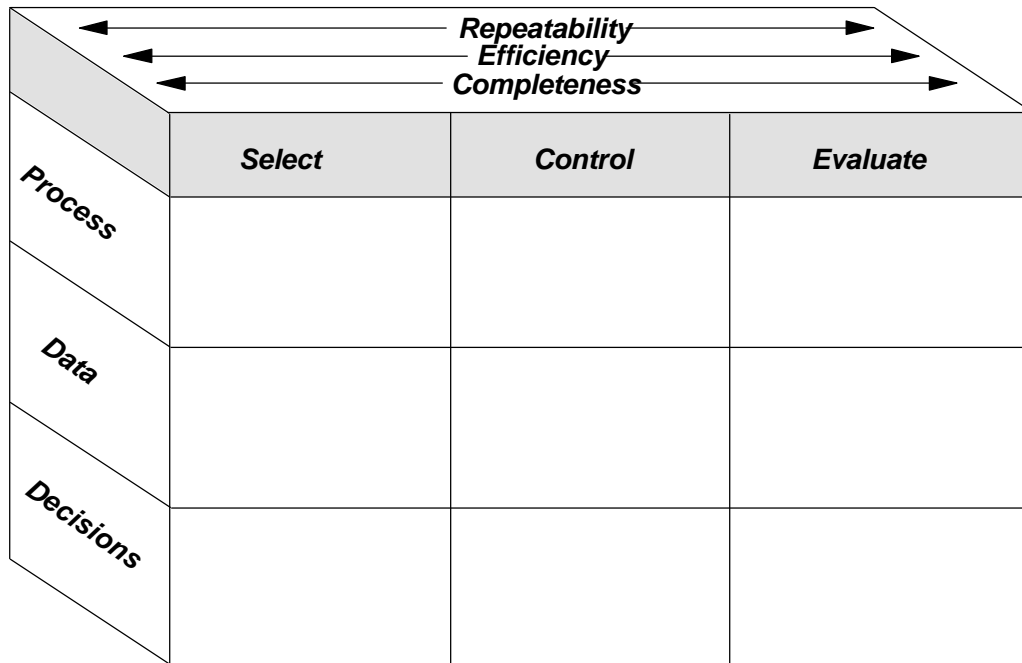 Repeatability
Efficiency
Completeness
Select Control Evaluate
Process
Data
Decisions